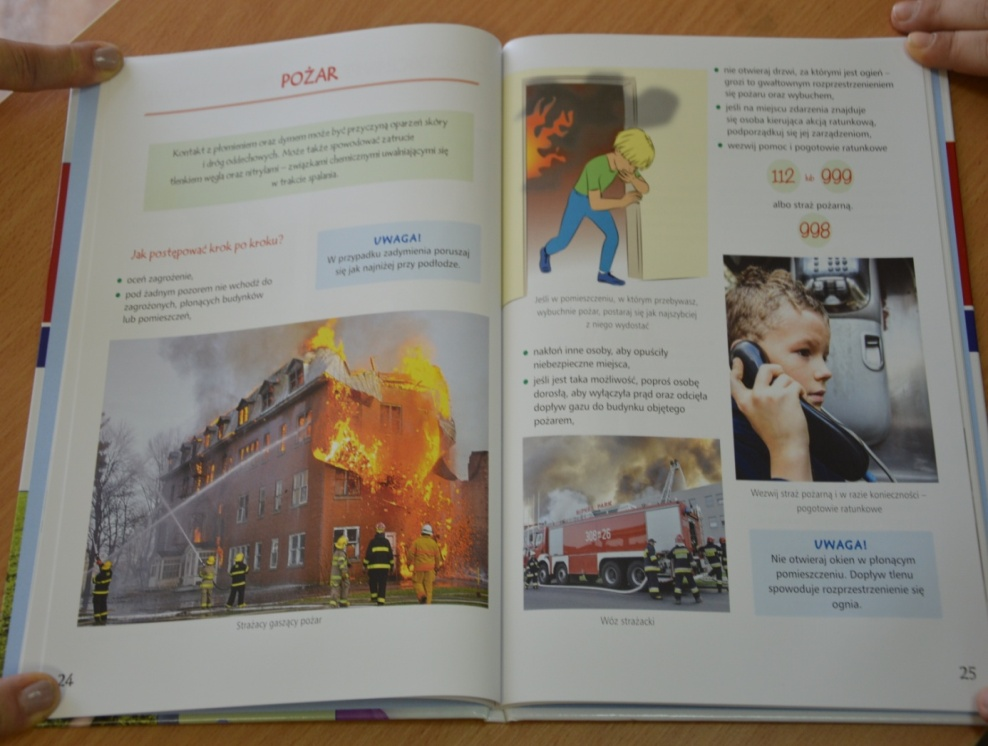 POŻAR
Kontakt z płomieniem oraz dymem może być przyczyną oparzeń skóry
i dróg oddechowych. Może także spowodować zatrucie
tlenkiem węgla oraz nitrylami – związkami chemicznymi uwalniającymi się
w trakcie spalania.
Jak postępować krok po kroku?
• oceń zagrożenie,
• pod żadnym pozorem nie wchodź do
zagrożonych, płonących budynków
lub pomieszczeń,
UWAGA!
W przypadku zadymienia poruszaj
się jak najniżej przy podłodze.
Strażacy gaszący pożar
24
Jeśli w pomieszczeniu, w którym przebywasz,
wybuchnie pożar, postaraj się jak najszybciej
z niego wydostać
• nakłoń inne osoby, aby opuściły
niebezpieczne miejsca,
• jeśli jest taka możliwość, poproś osobę
dorosłą, aby wyłączyła prąd oraz odcięła
dopływ gazu do budynku objętego
pożarem,
308 26
Wóz strażacki
• nie otwieraj drzwi, za którymi jest ogień –
grozi to gwałtownym rozprzestrzenieniem
się pożaru oraz wybuchem,
• jeśli na miejscu zdarzenia znajduje
się osoba kierująca akcją ratunkową,
podporządkuj się jej zarządzeniom,
• wezwij pomoc i pogotowie ratunkowe
112 lub 999
albo straż pożarną
998
Wezwij straż pożarną i w razie konieczności –
pogotowie ratunkowe
UWAGA!
Nie otwieraj okien w płonącym
pomieszczeniu. Dopływ tlenu
spowoduje rozprzestrzenienie się
ognia.
25